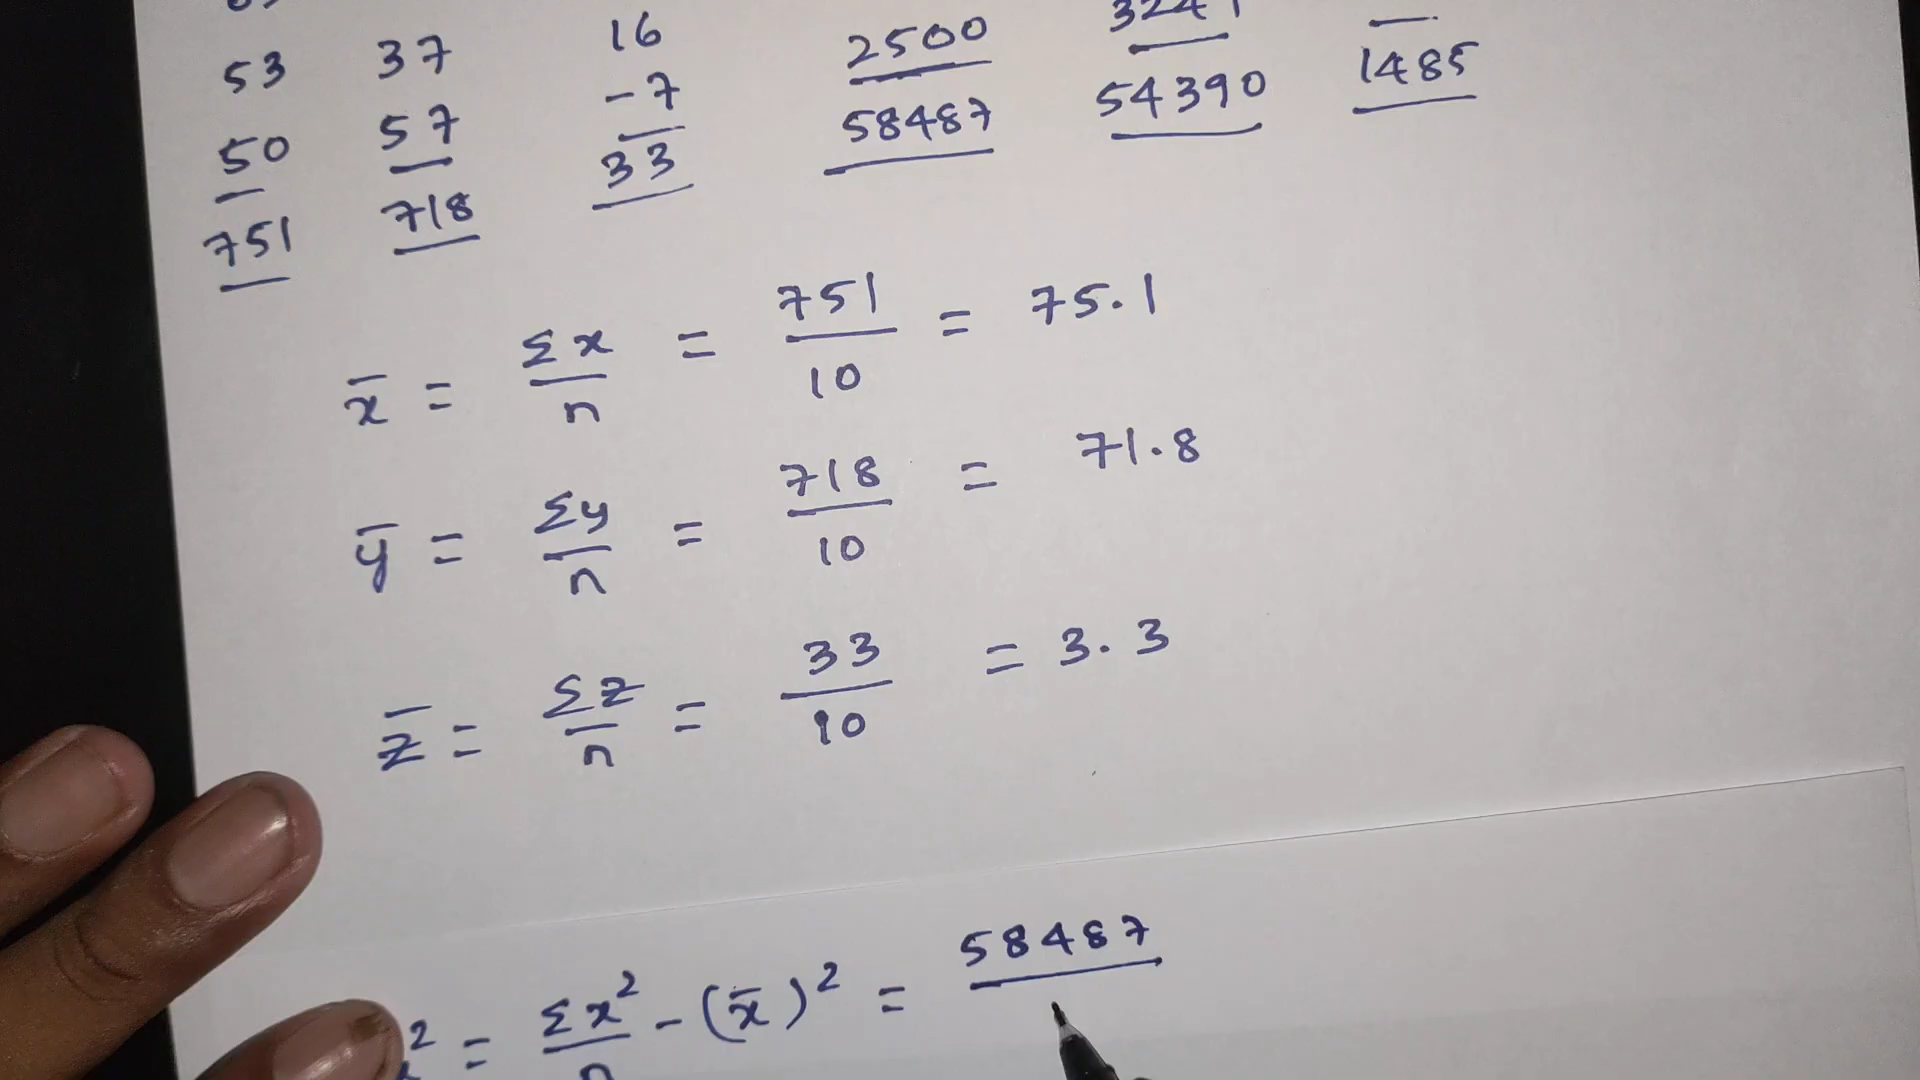 53 37 16 2500 3249
50 57 -7 58487 54390 1485
751 718 33
x̄ = Σx/n = 751/10 = 75.1
ȳ = Σy/n = 718/10 = 71.8
z̄ = Σz/n = 33/10 = 3.3
² = Σx²/n - (x̄)² = 58487